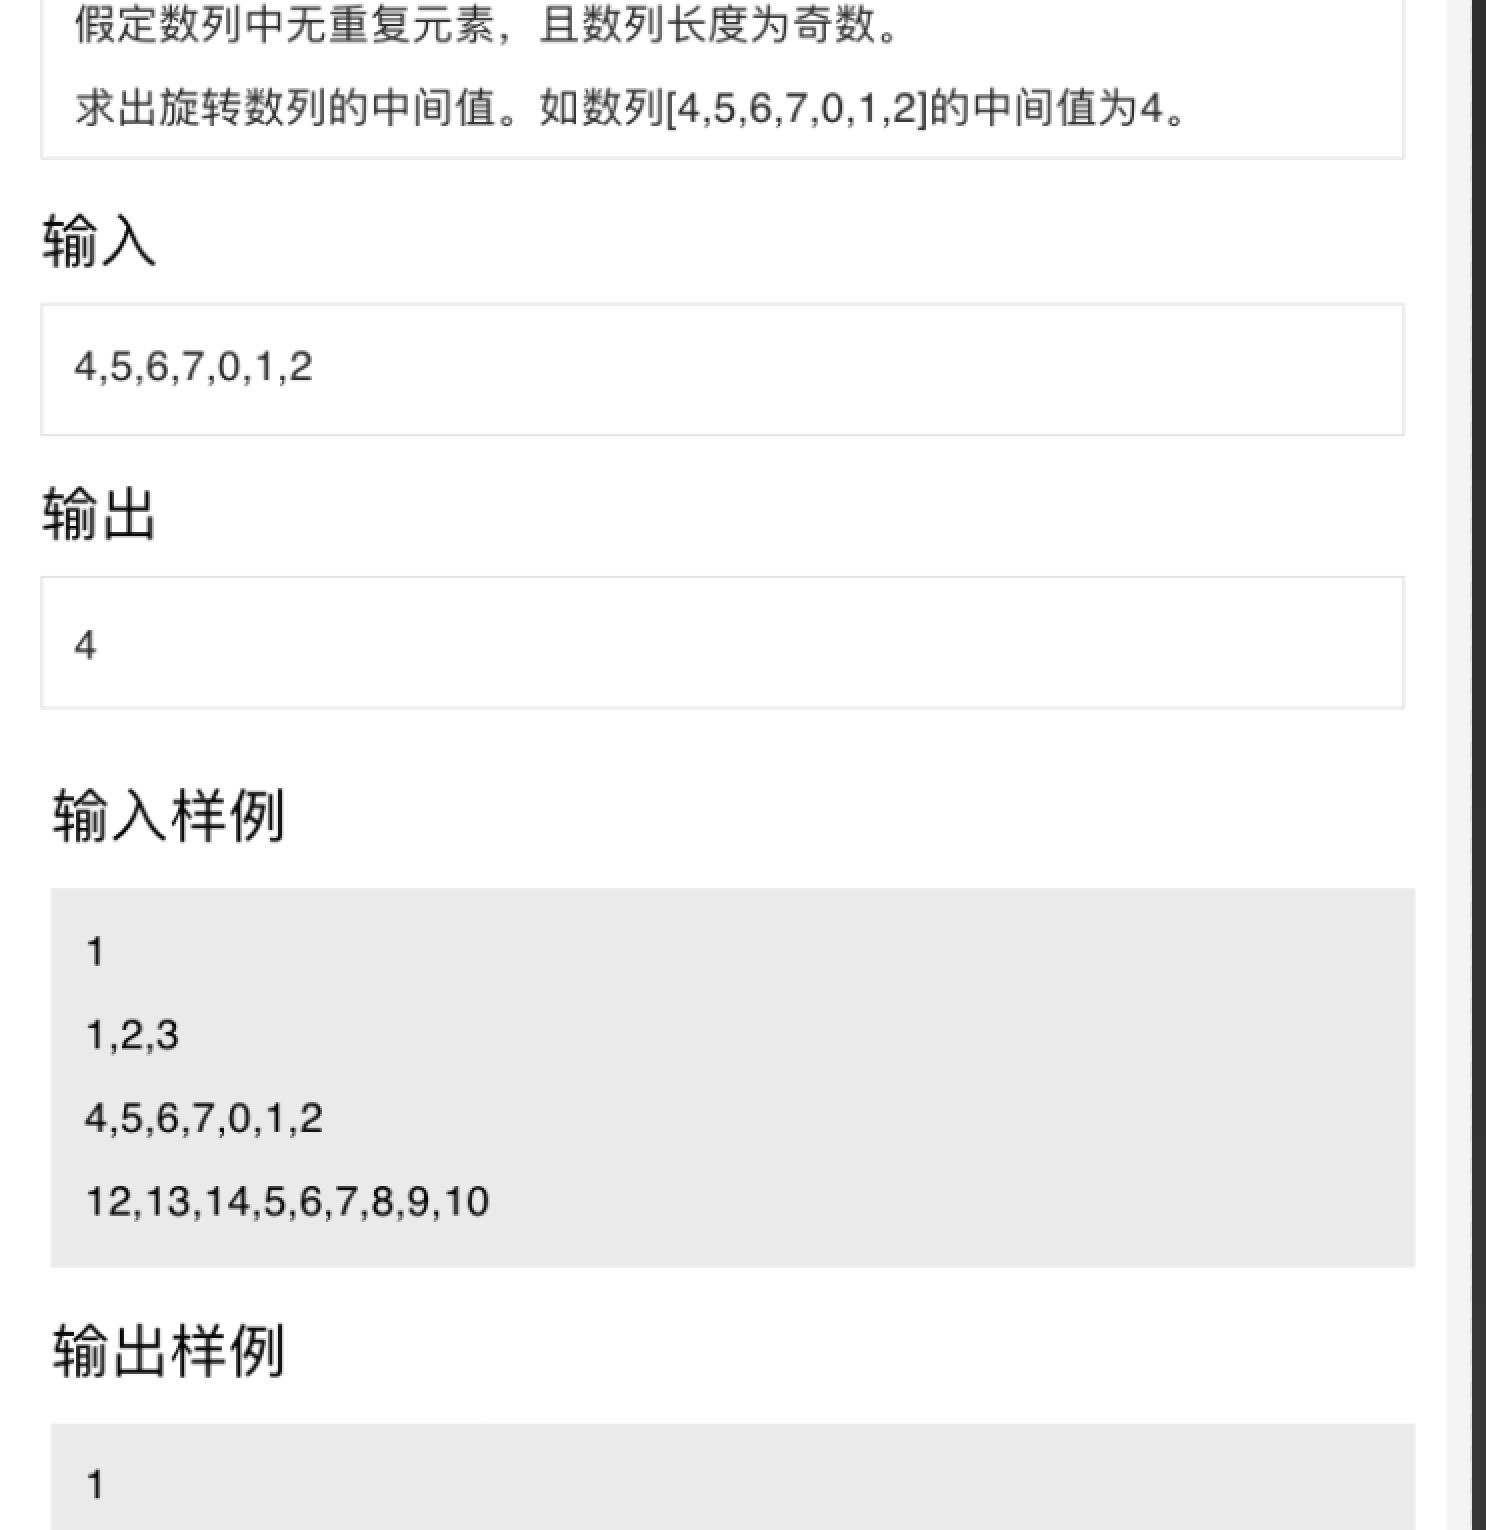 假定数列中无重复元素，且数列长度为奇数。
求出旋转数列的中间值。如数列[4,5,6,7,0,1,2]的中间值为4。
输入
4,5,6,7,0,1,2
输出
4
输入样例
1
1,2,3
4,5,6,7,0,1,2
12,13,14,5,6,7,8,9,10
输出样例
1